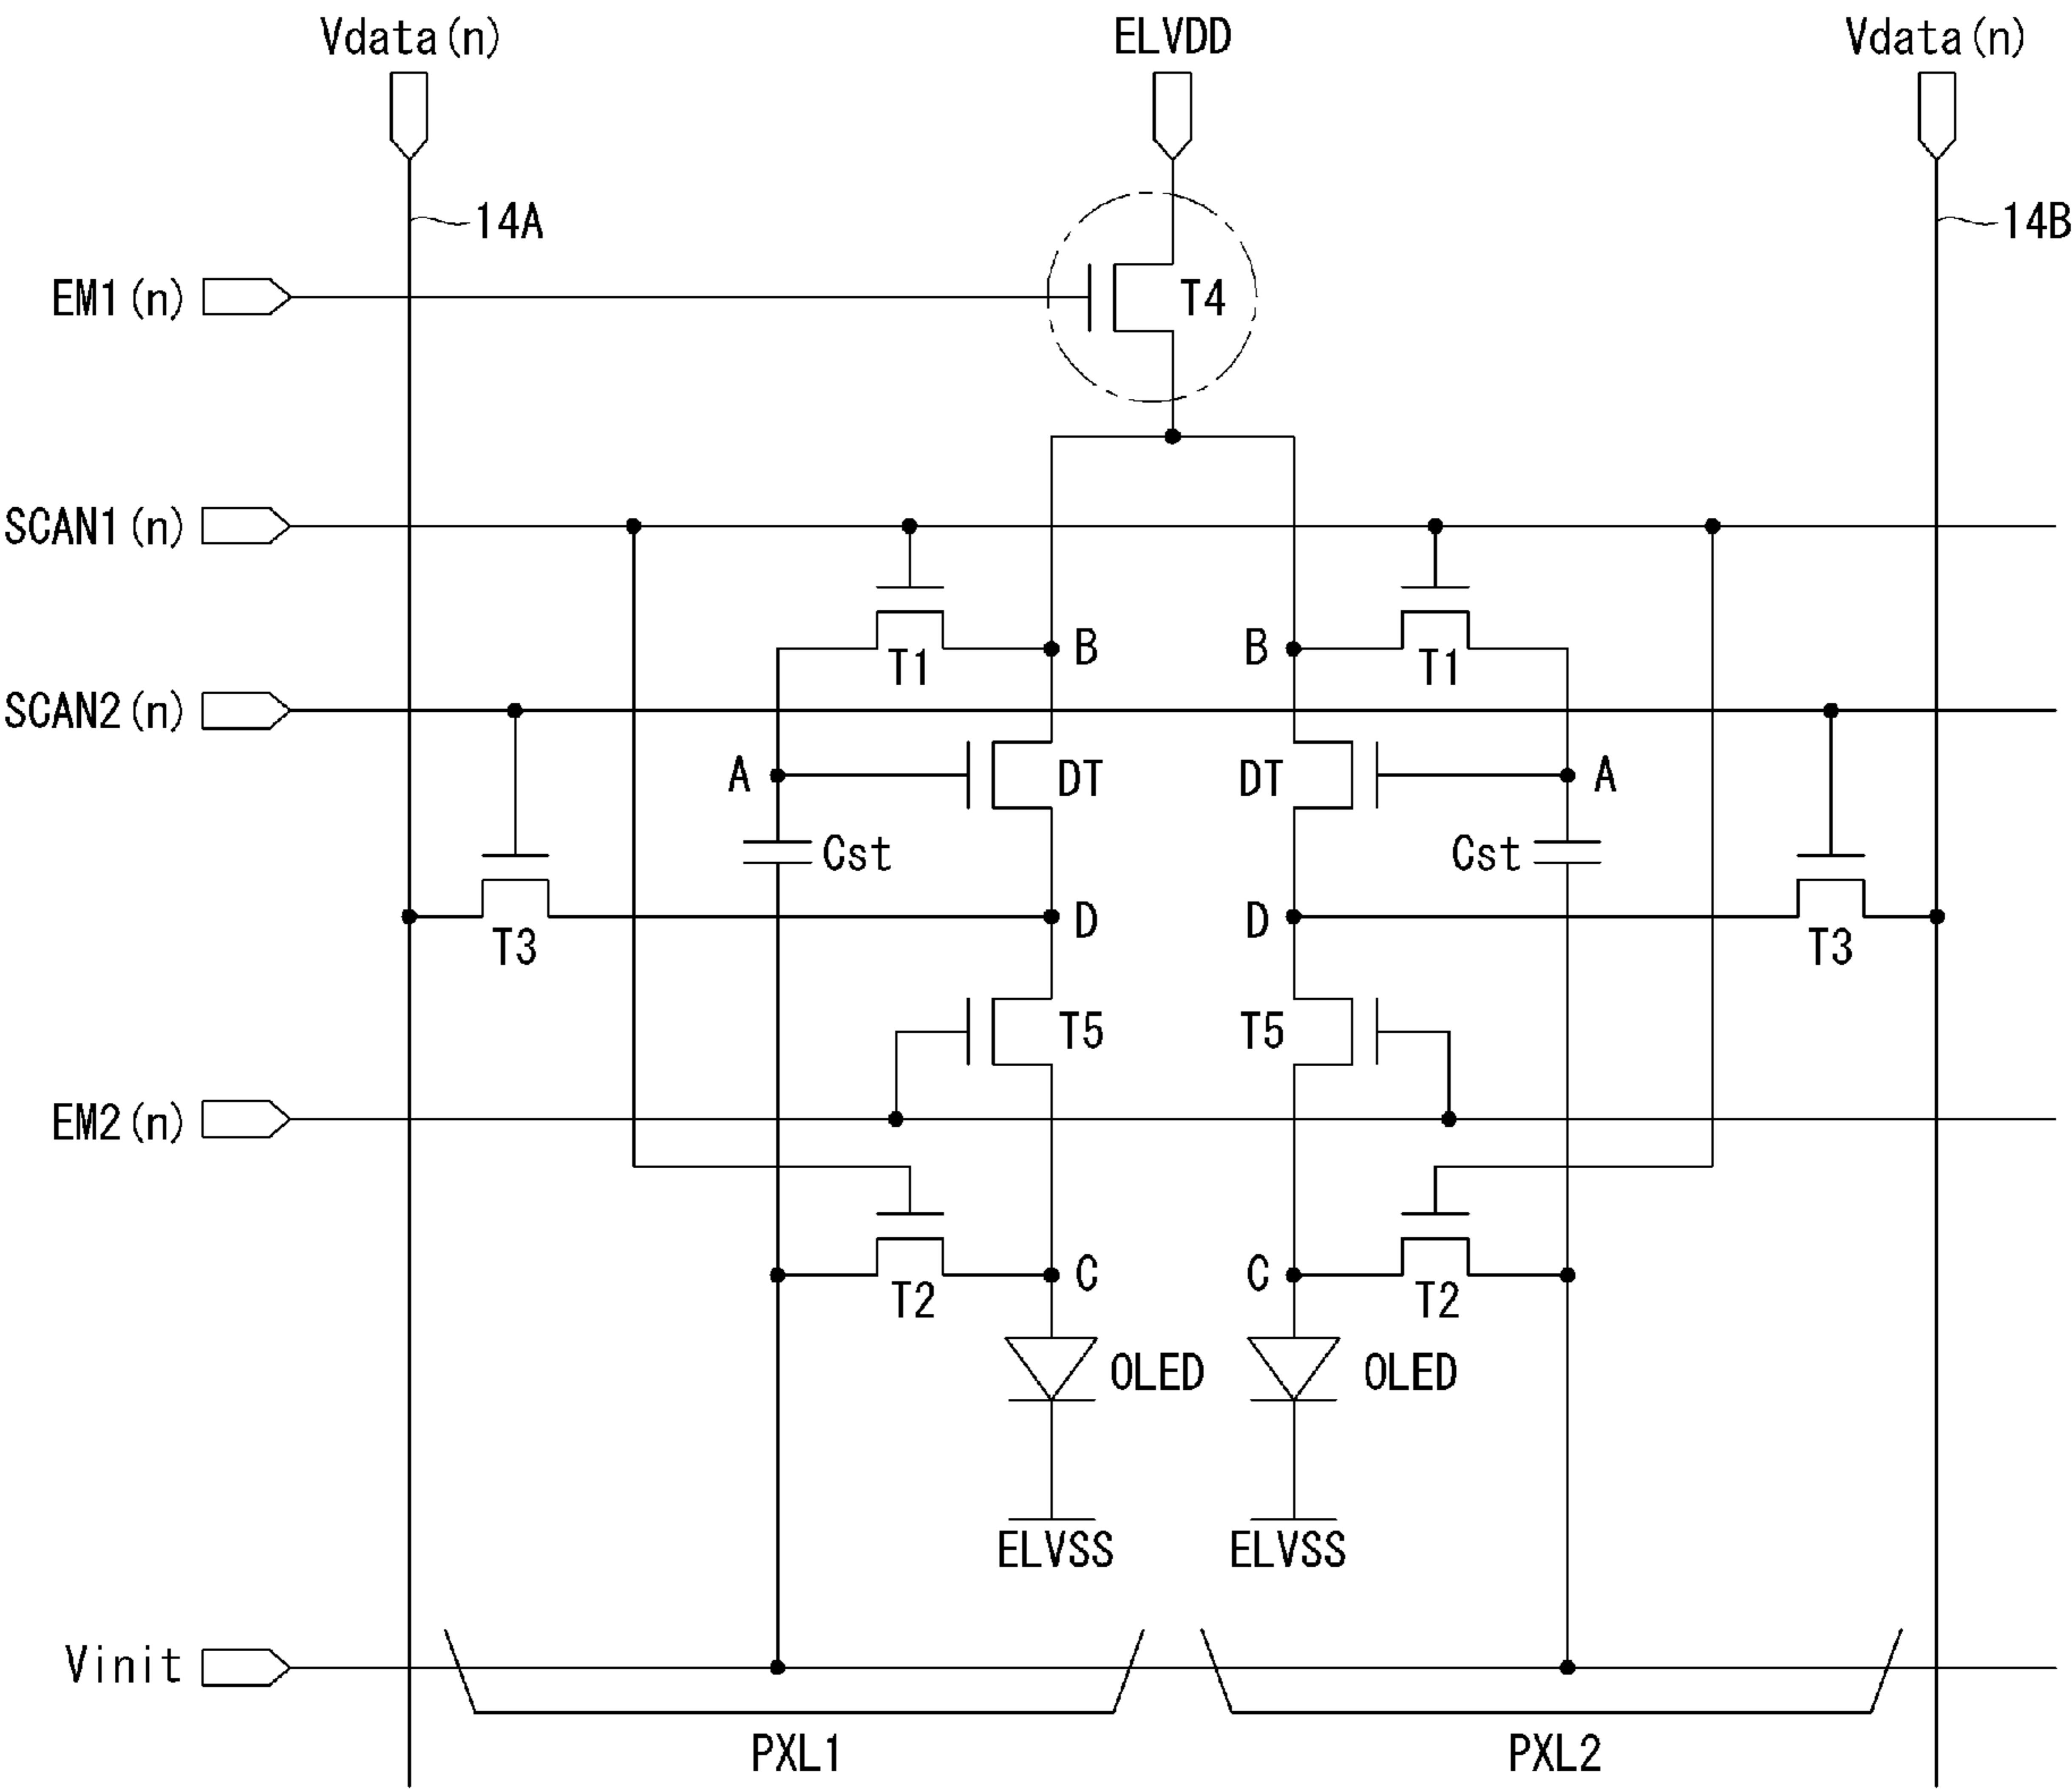 Vdata(n)
ELVDD
Vdata(n)
14A
14B
EM1(n)
T4
SCAN1(n)
T1
B
B
T1
SCAN2(n)
A
DT
DT
A
Cst
Cst
T3
D
D
T3
T5
T5
EM2(n)
T2
C
C
T2
OLED
OLED
ELVSS
ELVSS
Vinit
PXL1
PXL2